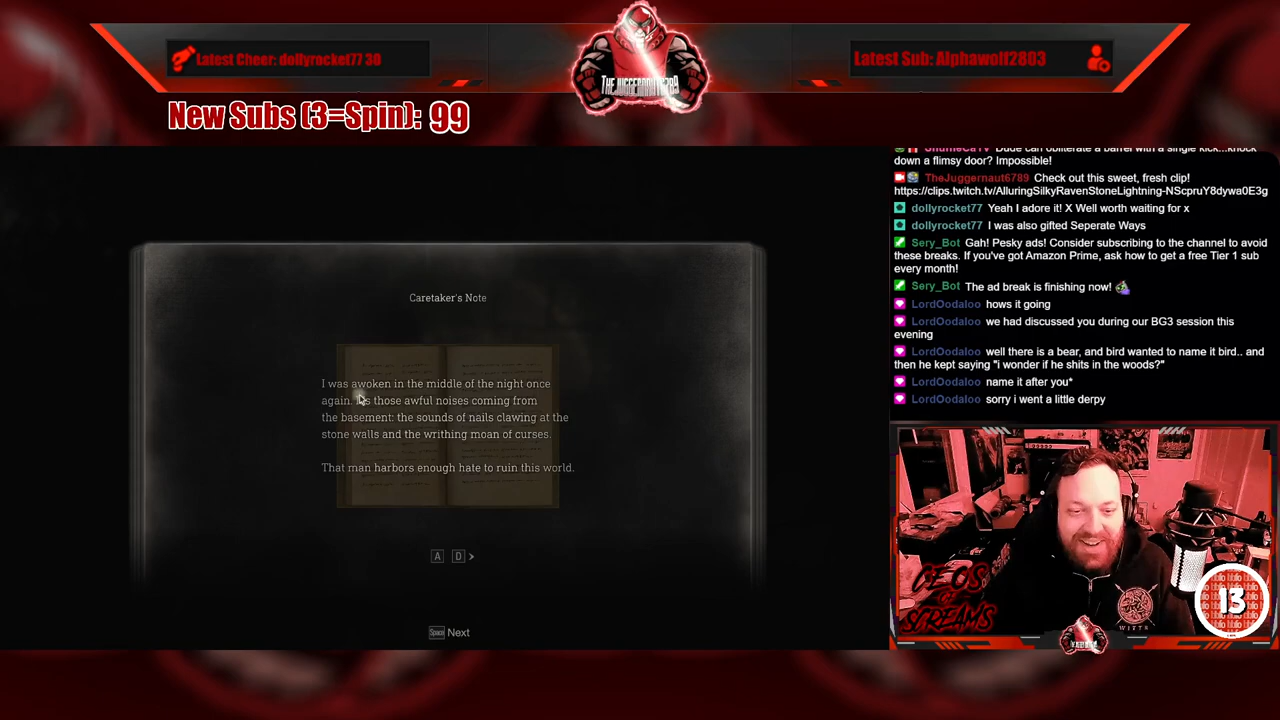 Latest Cheer: dollyrocket77 30
Latest Sub: Alphawolf2803
THEJUGGERNAUT6789
New Subs (3=Spin): 99
Dude can obliterate a barrel with a single kick...knock
down a flimsy door? Impossible!
TheJuggernaut6789 Check out this sweet, fresh clip!
https://clips.twitch.tv/AlluringSilkyRavenStoneLightning-NScpruY8dywa0E3g
dollyrocket77 Yeah I adore it! X Well worth waiting for x
dollyrocket77 I was also gifted Seperate Ways
Sery_Bot Gah! Pesky ads! Consider subscribing to the channel to avoid
these breaks. If you've got Amazon Prime, ask how to get a free Tier 1 sub
every month!
Sery_Bot The ad break is finishing now!
LordOodaloo hows it going
LordOodaloo we had discussed you during our BG3 session this
evening
LordOodaloo well there is a bear, and bird wanted to name it bird.. and
then he kept saying "i wonder if he shits in the woods?"
LordOodaloo name it after you*
LordOodaloo sorry i went a little derpy
Caretaker's Note
I was awoken in the middle of the night once
again. those awful noises coming from
the basement: the sounds of nails clawing at the
stone walls and the writhing moan of curses.
That man harbors enough hate to ruin this world.
A D >
Space Next
CEOS
OF
SCREAMS
13